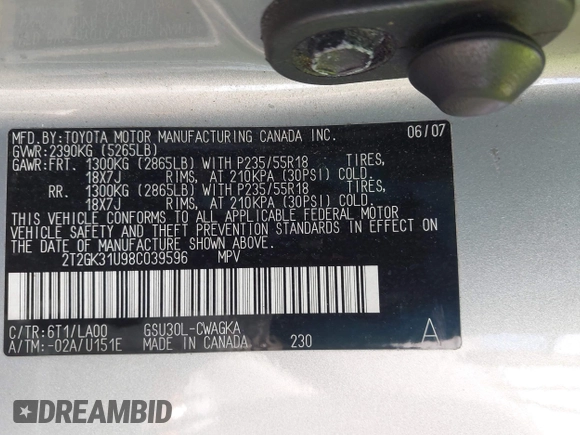 MFD. BY: TOYOTA MOTOR MANUFACTURING CANADA INC. 06/07
GVWR: 2390KG (5265LB)
GAWR: FRT. 1300KG (2865LB) WITH P235/55R18 TIRES,
18X7J RIMS, AT 210KPA (30PSI) COLD.
RR. 1300KG (2865LB) WITH P235/55R18 TIRES,
18X7J RIMS, AT 210KPA (30PSI) COLD.
THIS VEHICLE CONFORMS TO ALL APPLICABLE FEDERAL MOTOR
VEHICLE SAFETY AND THEFT PREVENTION STANDARDS IN EFFECT ON
THE DATE OF MANUFACTURE SHOWN ABOVE.
2T2GK31U98C039596 MPV
C/TR: 6T1/LA00 GSU30L-CWAGKA A
A/TM: -02A/U151E MADE IN CANADA 230
DREAMBID